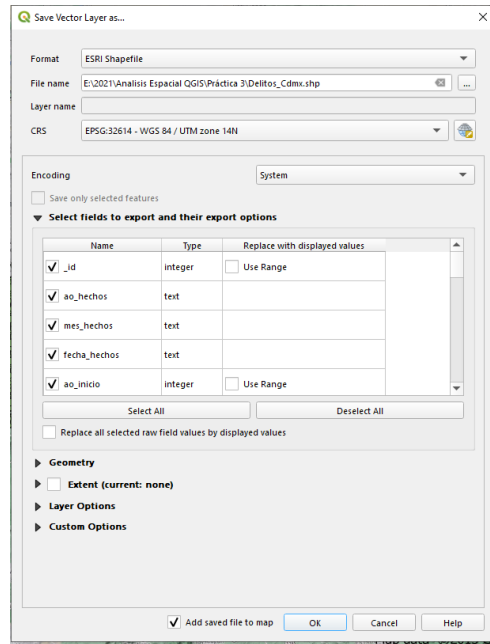 Save Vector Layer as...
Format ESRI Shapefile
File name E:\2021\Analisis Espacial QGIS\Práctica 3\Delitos_Cdmx.shp ...
Layer name
CRS EPSG:32614 - WGS 84 / UTM zone 14N
Encoding System
Save only selected features
Select fields to export and their export options
Name Type Replace with displayed values
_id integer Use Range
ao_hechos text
mes_hechos text
fecha_hechos text
ao_inicio integer Use Range
Select All Deselect All
Replace all selected raw field values by displayed values
Geometry
Extent (current: none)
Layer Options
Custom Options
Add saved file to map OK Cancel Help